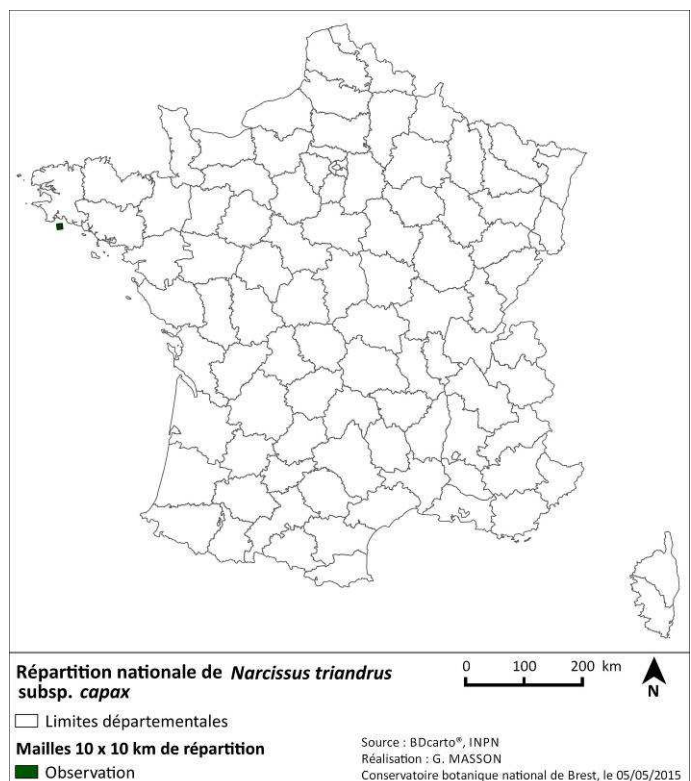 Répartition nationale de Narcissus triandrus
subsp. capax
0 100 200 km
N
Limites départementales
Mailles 10 x 10 km de répartition
Observation
Source : BDcarto®, INPN
Réalisation : G. MASSON
Conservatoire botanique national de Brest, le 05/05/2015